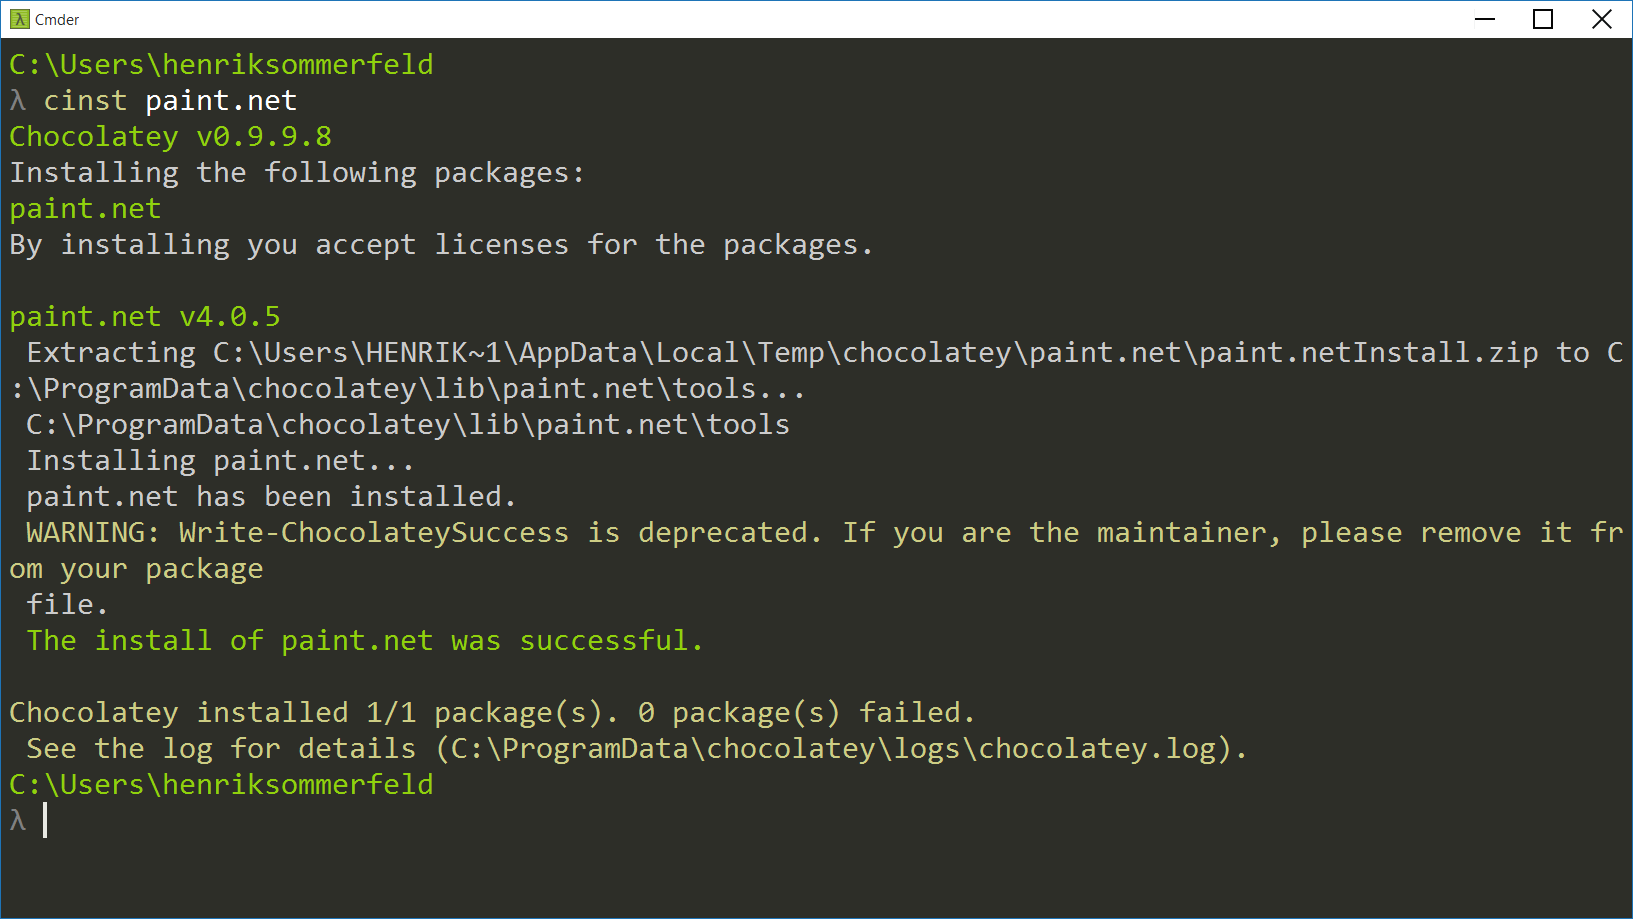 Cmder
C:\Users\henriksommerfeld
λ cinst paint.net
Chocolatey v0.9.9.8
Installing the following packages:
paint.net
By installing you accept licenses for the packages.
paint.net v4.0.5
Extracting C:\Users\HENRIK~1\AppData\Local\Temp\chocolatey\paint.net\paint.netInstall.zip to C
:\ProgramData\chocolatey\lib\paint.net\tools...
C:\ProgramData\chocolatey\lib\paint.net\tools
Installing paint.net...
paint.net has been installed.
WARNING: Write-ChocolateySuccess is deprecated. If you are the maintainer, please remove it fr
om your package
file.
The install of paint.net was successful.
Chocolatey installed 1/1 package(s). 0 package(s) failed.
See the log for details (C:\ProgramData\chocolatey\logs\chocolatey.log).
C:\Users\henriksommerfeld
λ